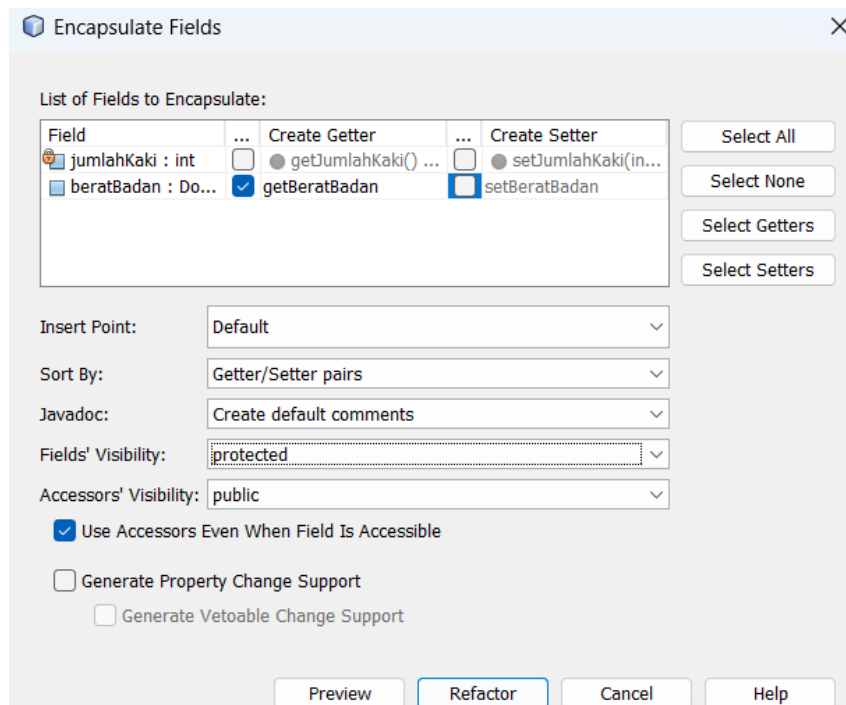 Encapsulate Fields
List of Fields to Encapsulate:
Field ... Create Getter ... Create Setter
jumlahKaki : int getJumlahKaki() ... setJumlahKaki(in...
beratBadan : Do... getBeratBadan setBeratBadan
Select All
Select None
Select Getters
Select Setters
Insert Point: Default
Sort By: Getter/Setter pairs
Javadoc: Create default comments
Fields' Visibility: protected
Accessors' Visibility: public
Use Accessors Even When Field Is Accessible
Generate Property Change Support
Generate Vetoable Change Support
Preview Refactor Cancel Help